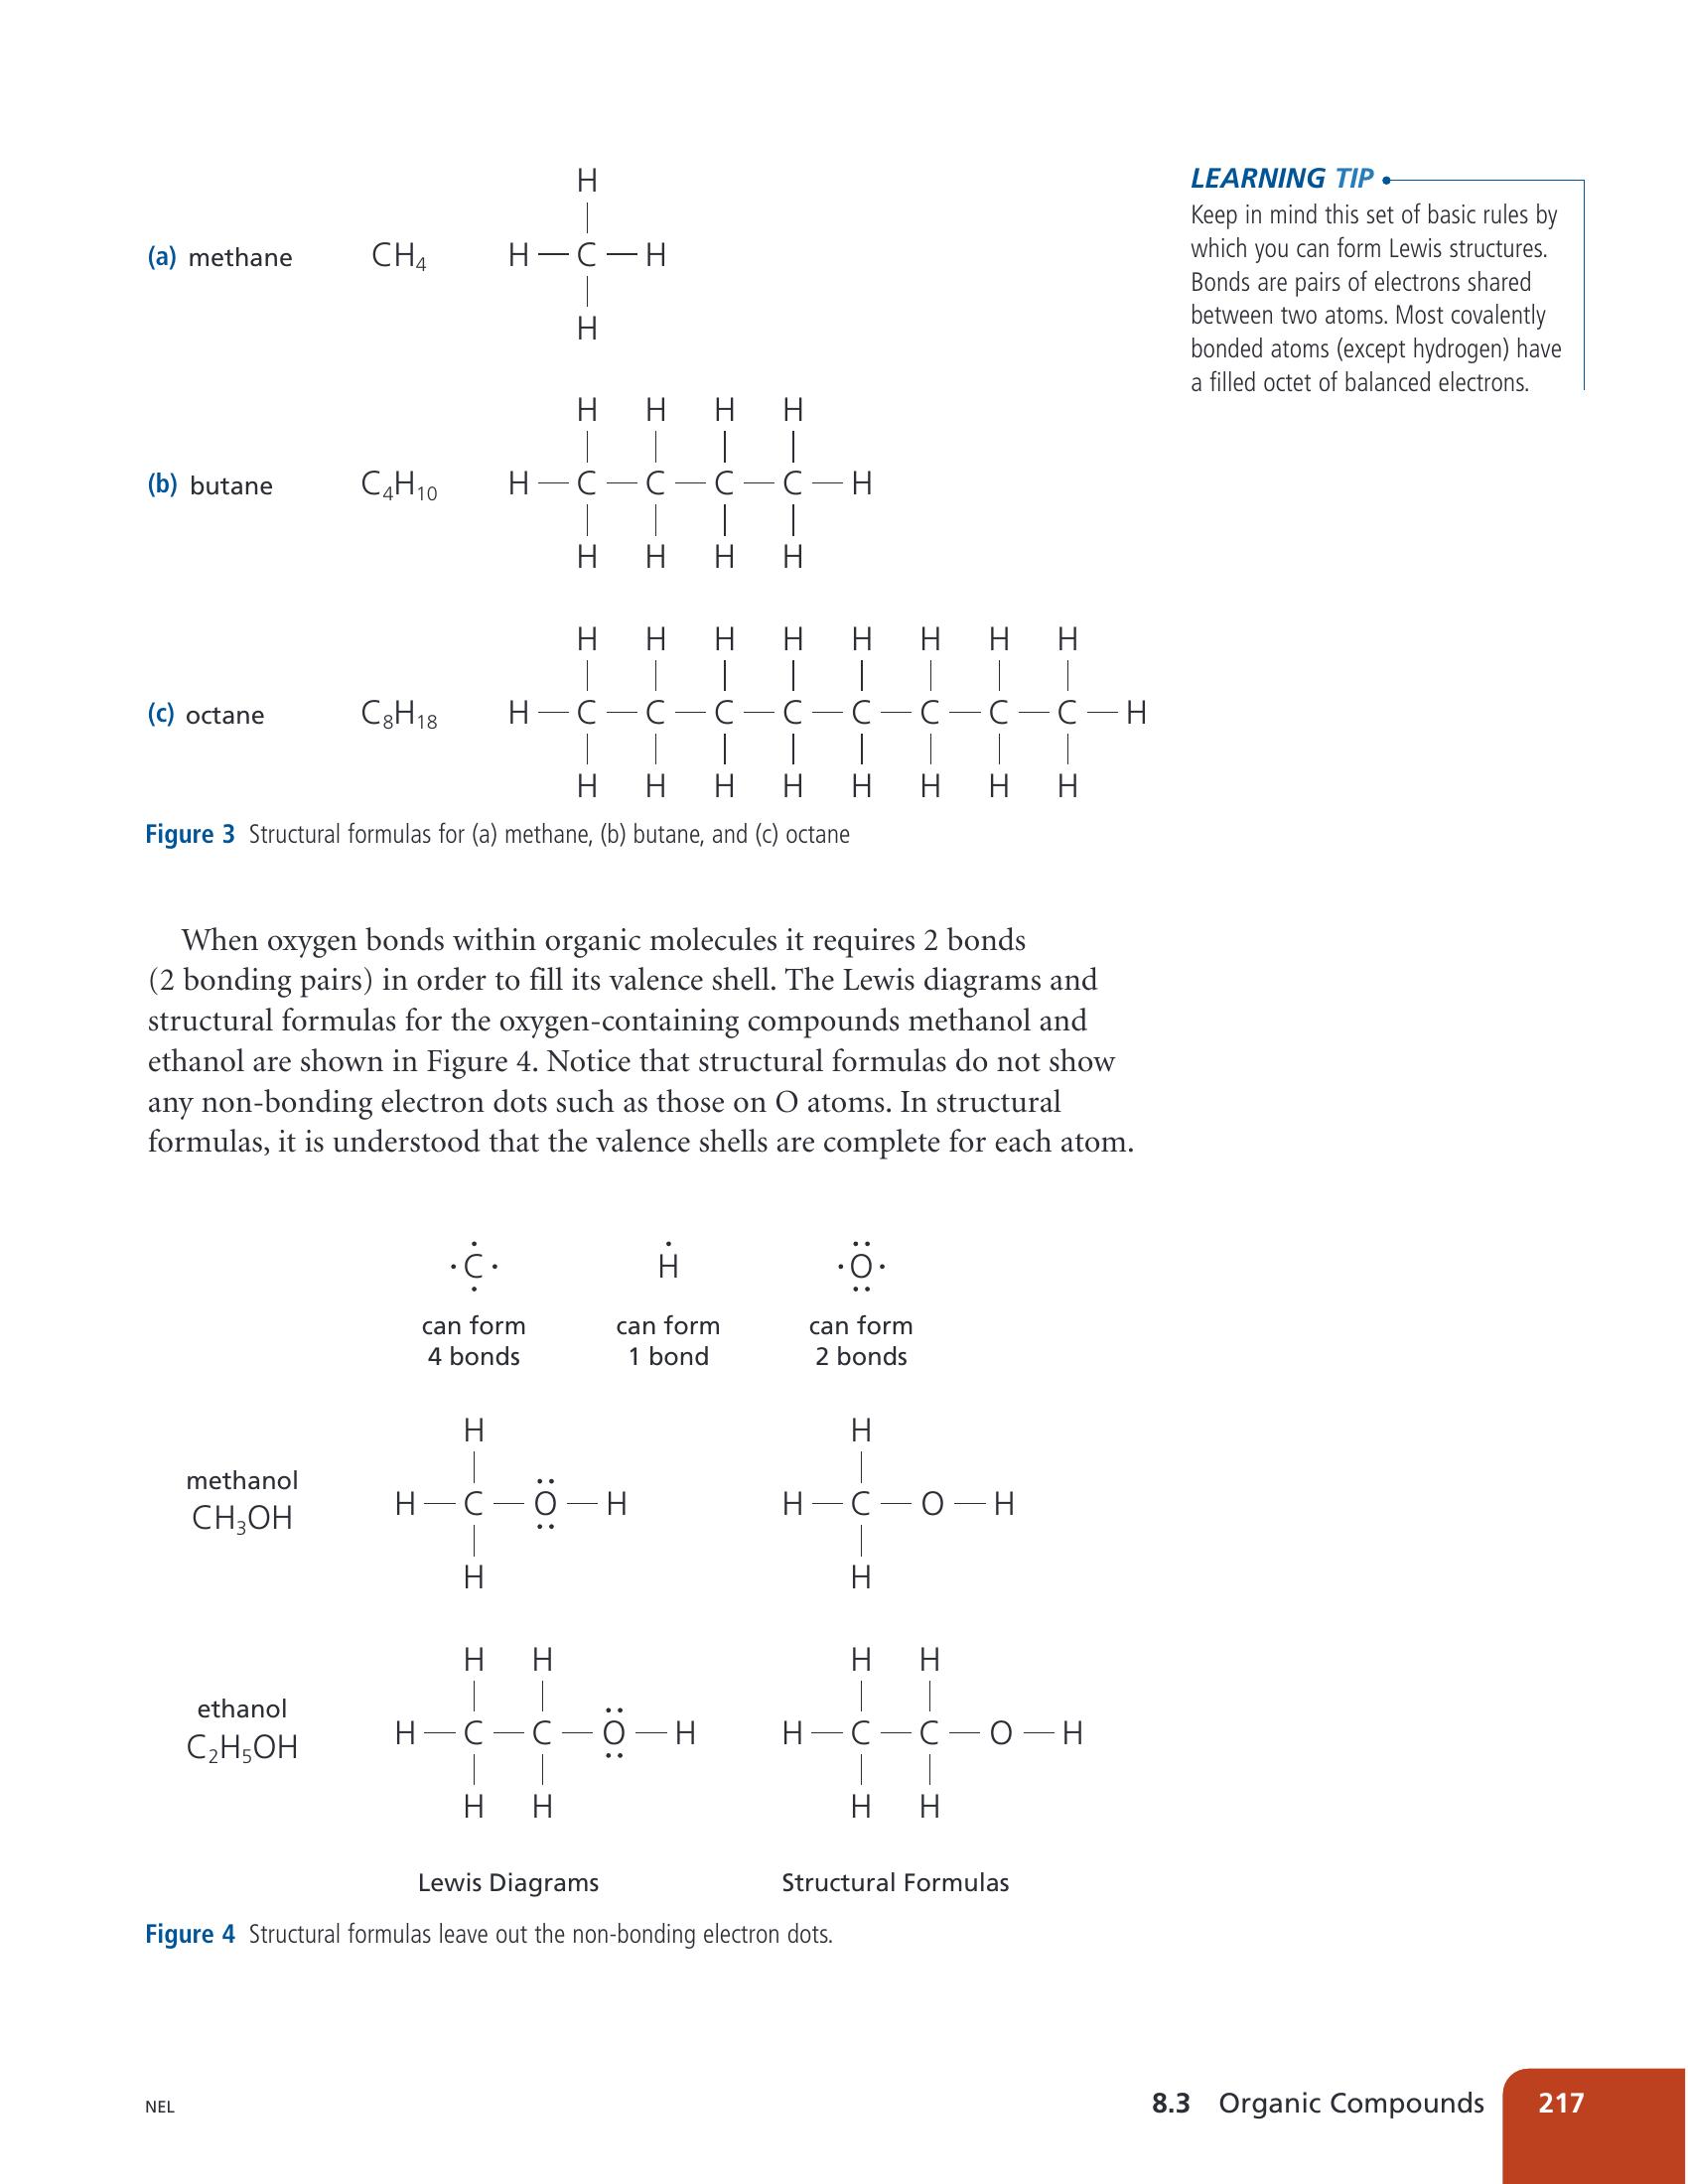 H
(a) methane CH4 H — C — H
H
LEARNING TIP
Keep in mind this set of basic rules by
which you can form Lewis structures.
Bonds are pairs of electrons shared
between two atoms. Most covalently
bonded atoms (except hydrogen) have
a filled octet of balanced electrons.
H H H H
(b) butane C4H10 H — C — C — C — C — H
H H H H
H H H H H H H H
(c) octane C8H18 H — C — C — C — C — C — C — C — C — H
H H H H H H H H
Figure 3 Structural formulas for (a) methane, (b) butane, and (c) octane
When oxygen bonds within organic molecules it requires 2 bonds
(2 bonding pairs) in order to fill its valence shell. The Lewis diagrams and
structural formulas for the oxygen-containing compounds methanol and
ethanol are shown in Figure 4. Notice that structural formulas do not show
any non-bonding electron dots such as those on O atoms. In structural
formulas, it is understood that the valence shells are complete for each atom.
C H O
can form can form can form
4 bonds 1 bond 2 bonds
H H
methanol
CH3OH H — C — O — H H — C — O — H
H H
H H H H
ethanol
C2H5OH H — C — C — O — H H — C — C — O — H
H H H H
Lewis Diagrams Structural Formulas
Figure 4 Structural formulas leave out the non-bonding electron dots.
NEL 8.3 Organic Compounds 217